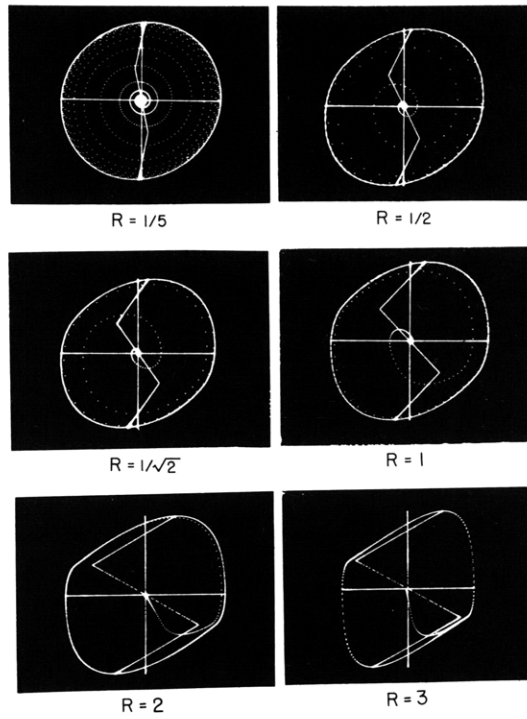 R = 1/5
R = 1/2
R = 1/√2
R = 1
R = 2
R = 3